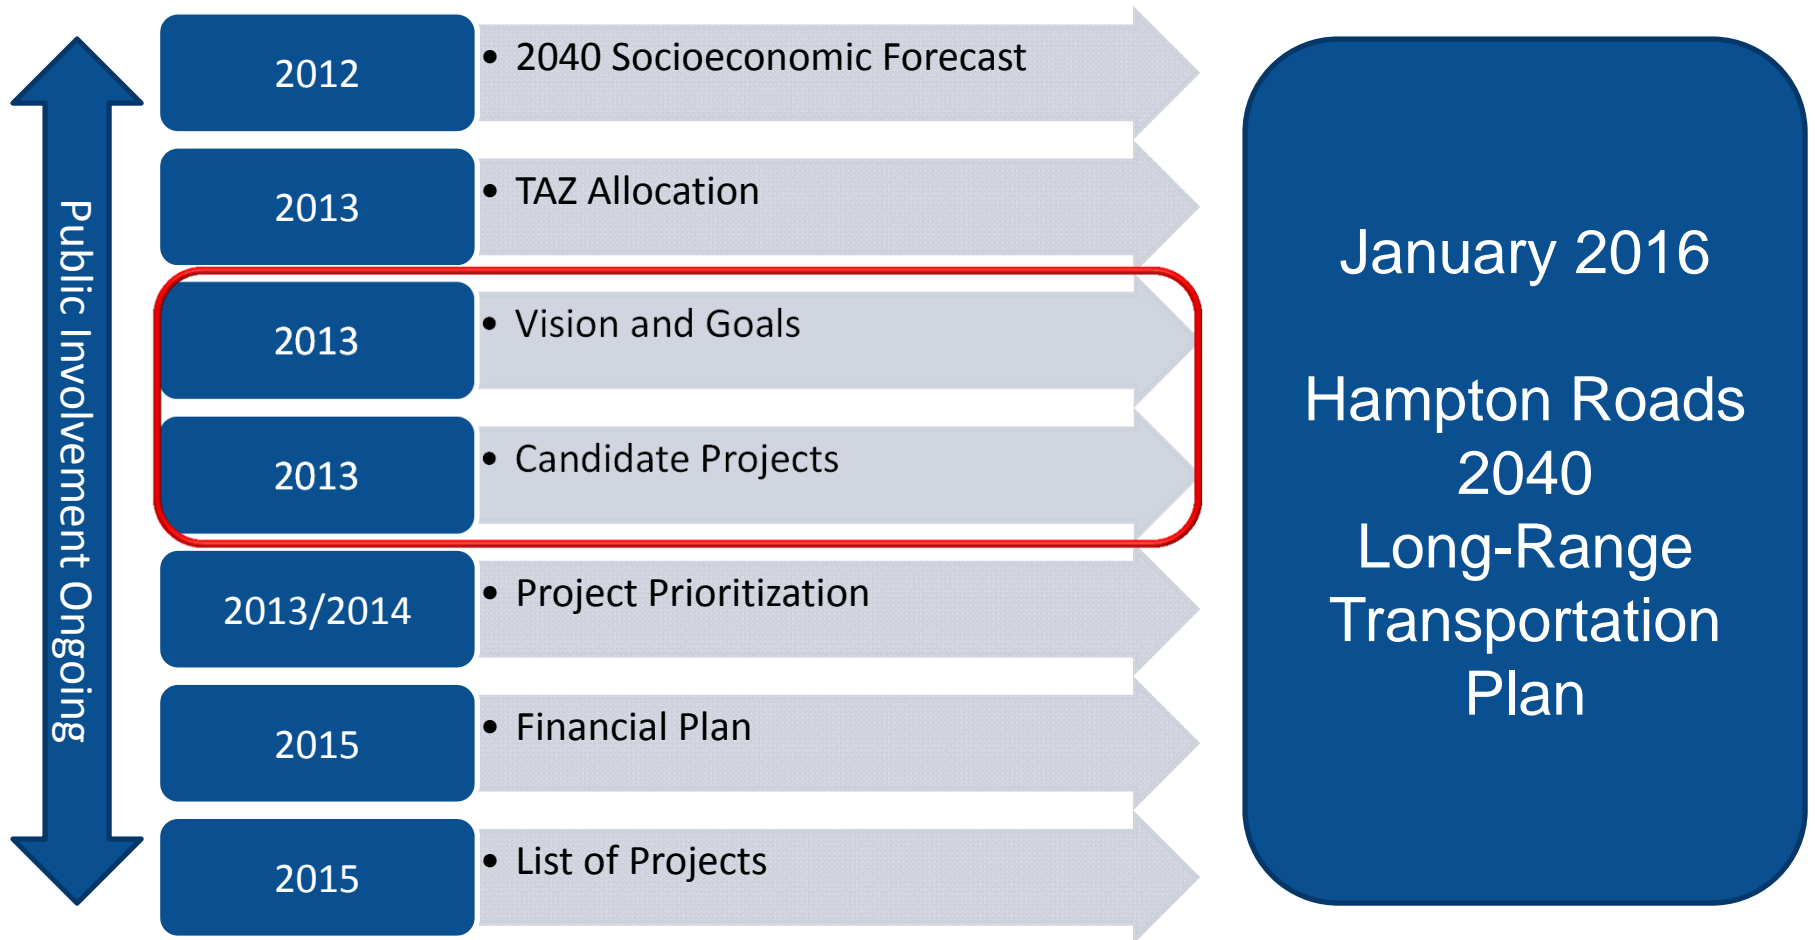 Public Involvement Ongoing
2012
• 2040 Socioeconomic Forecast
2013
• TAZ Allocation
2013
• Vision and Goals
2013
• Candidate Projects
2013/2014
• Project Prioritization
2015
• Financial Plan
2015
• List of Projects
January 2016
Hampton Roads
2040
Long-Range
Transportation
Plan